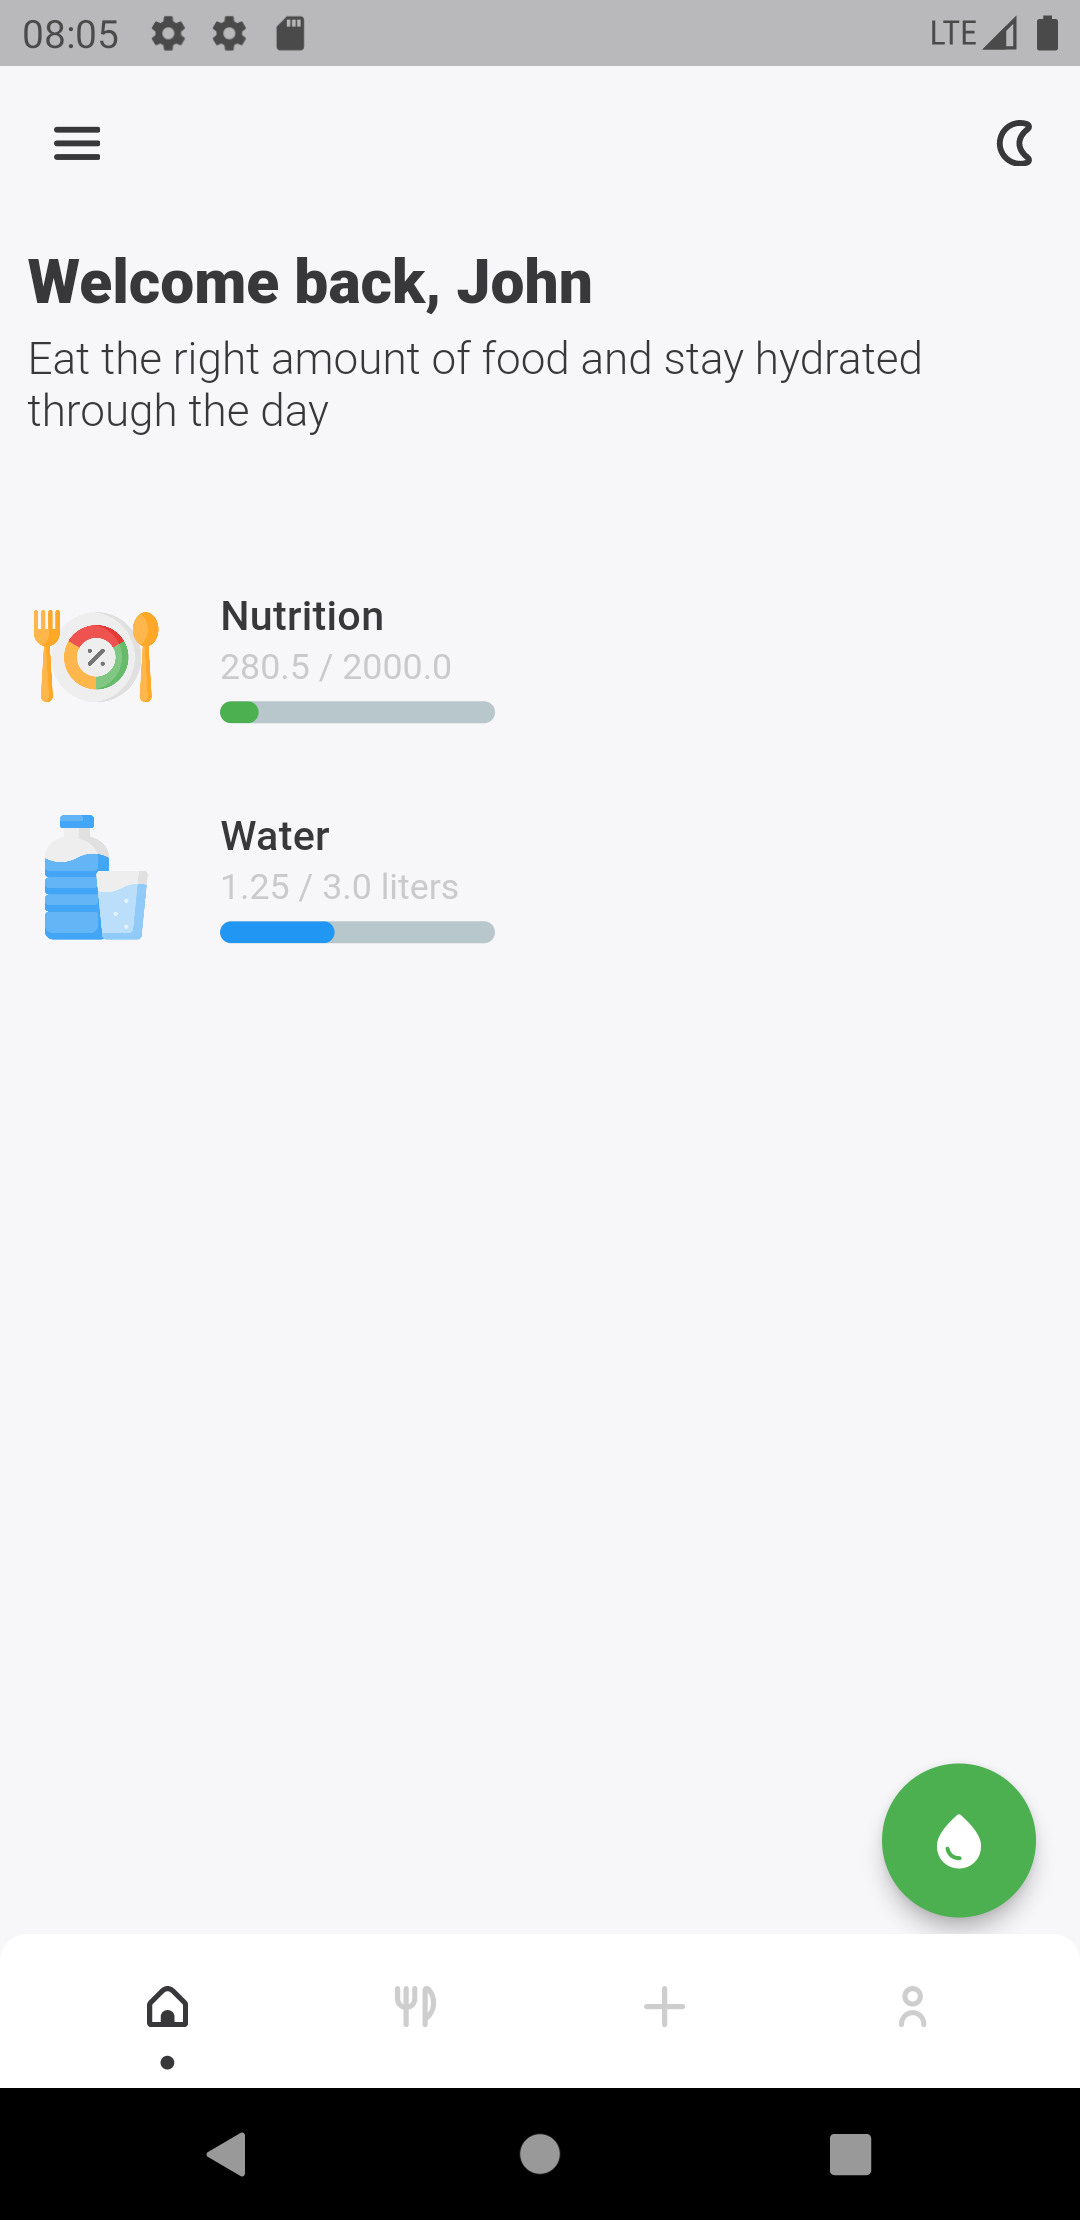 08:05
LTE
Welcome back, John
Eat the right amount of food and stay hydrated
through the day
Nutrition
280.5 / 2000.0
Water
1.25 / 3.0 liters